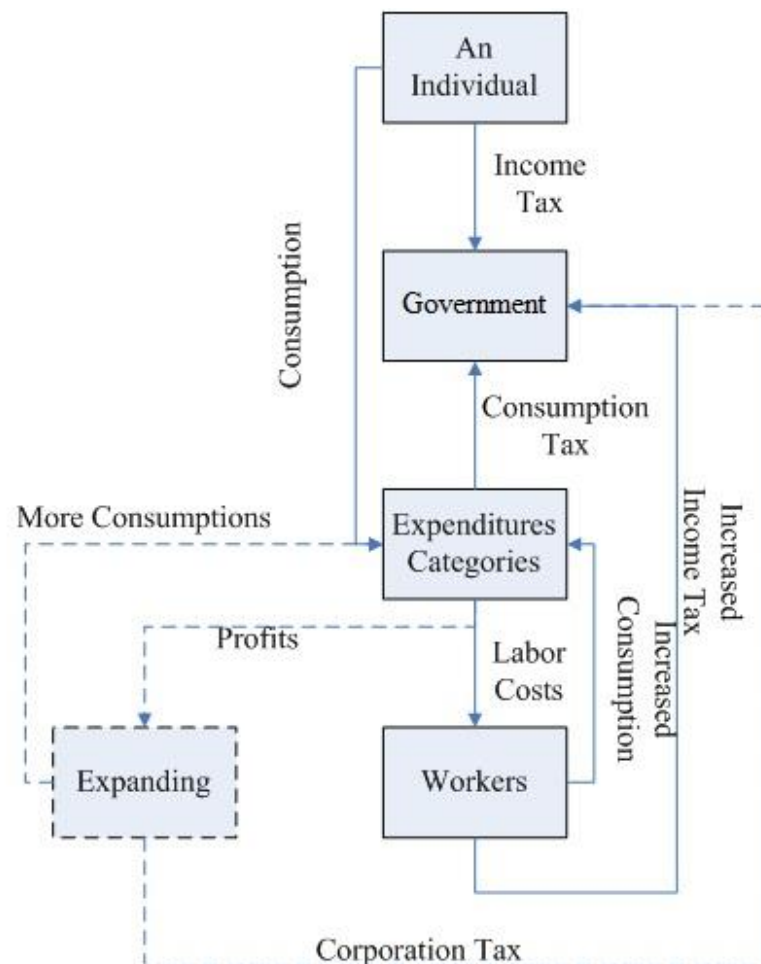 An
Individual
Income
Tax
Consumption
Government
Consumption
Tax
More Consumptions
Expenditures
Categories
Increased
Income Tax
Increased
Consumption
Profits
Labor
Costs
Expanding
Workers
Corporation Tax